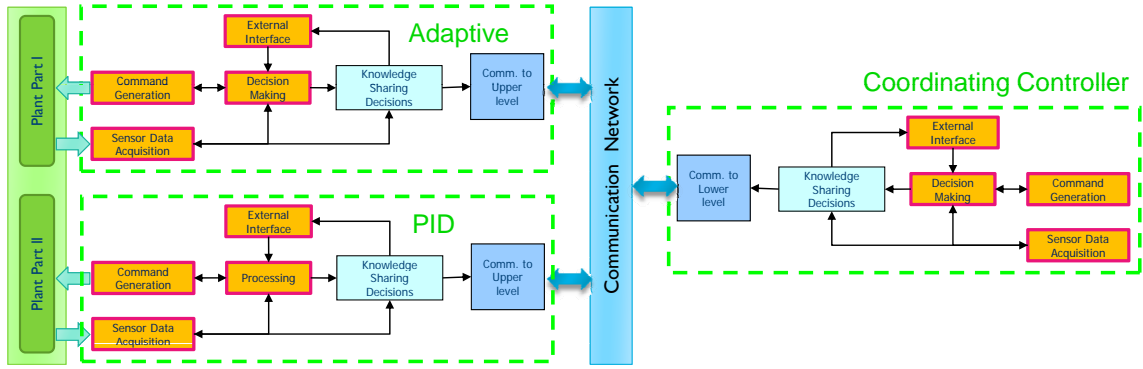 Plant Part I
Adaptive
External
Interface
Command
Generation
Decision
Making
Knowledge
Sharing
Decisions
Comm. to
Upper
level
Sensor Data
Acquisition
Plant Part II
PID
External
Interface
Command
Generation
Processing
Knowledge
Sharing
Decisions
Comm. to
Upper
level
Sensor Data
Acquisition
Communication Network
Coordinating Controller
External
Interface
Comm. to
Lower
level
Knowledge
Sharing
Decisions
Decision
Making
Command
Generation
Sensor Data
Acquisition